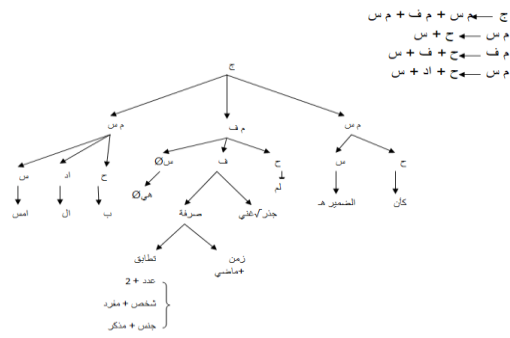 ج ← م س + م ف + م س
م س ← ح + س
م ف ← ح + ف + س
م س ← ح + اد + س
ج
م س م ف م س
ح س ح ف س Ø ح اد س
كأن الضمير هـ لم هي Ø ب ال امس
جذر √غني صرفة
زمن تطابق
+ماضي
عدد + 2
شخص + مفرد
جنس + مذكر